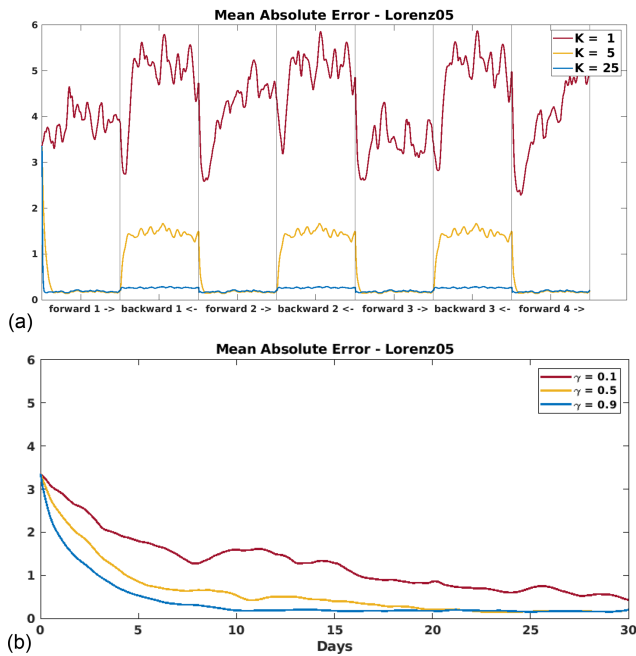 Mean Absolute Error - Lorenz05
6
5
4
3
2
1
0
K = 1
K = 5
K = 25
forward 1 -> backward 1 <- forward 2 -> backward 2 <- forward 3 -> backward 3 <- forward 4 ->
(a)
Mean Absolute Error - Lorenz05
6
5
4
3
2
1
0
γ = 0.1
γ = 0.5
γ = 0.9
0 5 10 15 20 25 30
Days
(b)